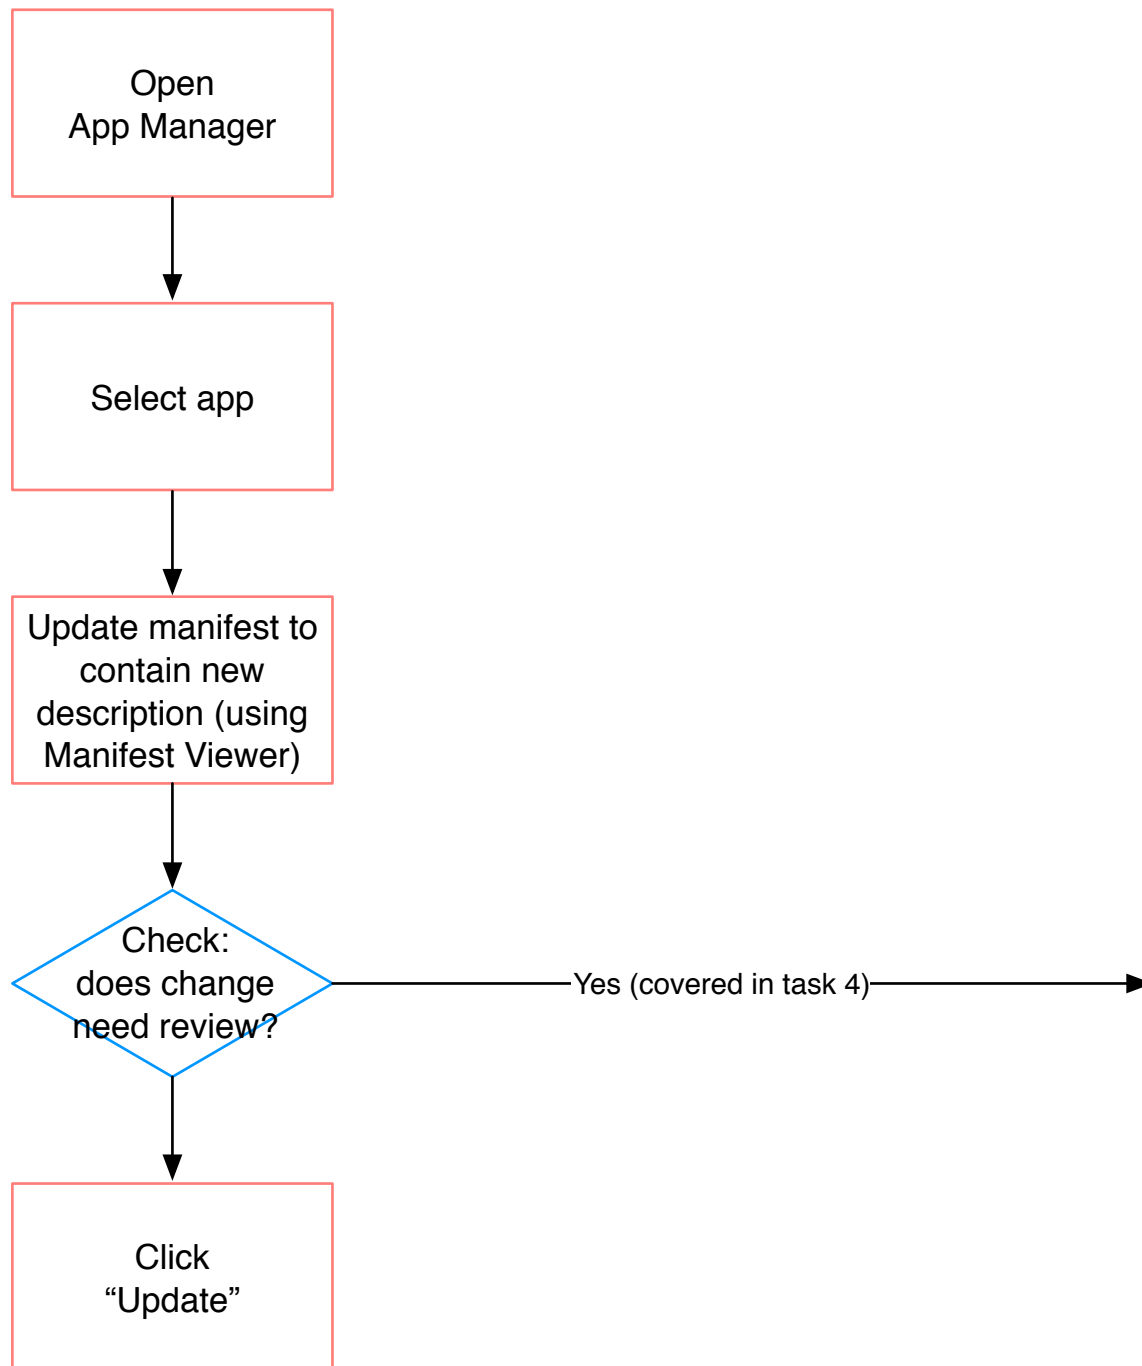 Open
App Manager
Select app
Update manifest to
contain new
description (using
Manifest Viewer)
Check:
does change
need review?
Yes (covered in task 4)
Click
“Update”